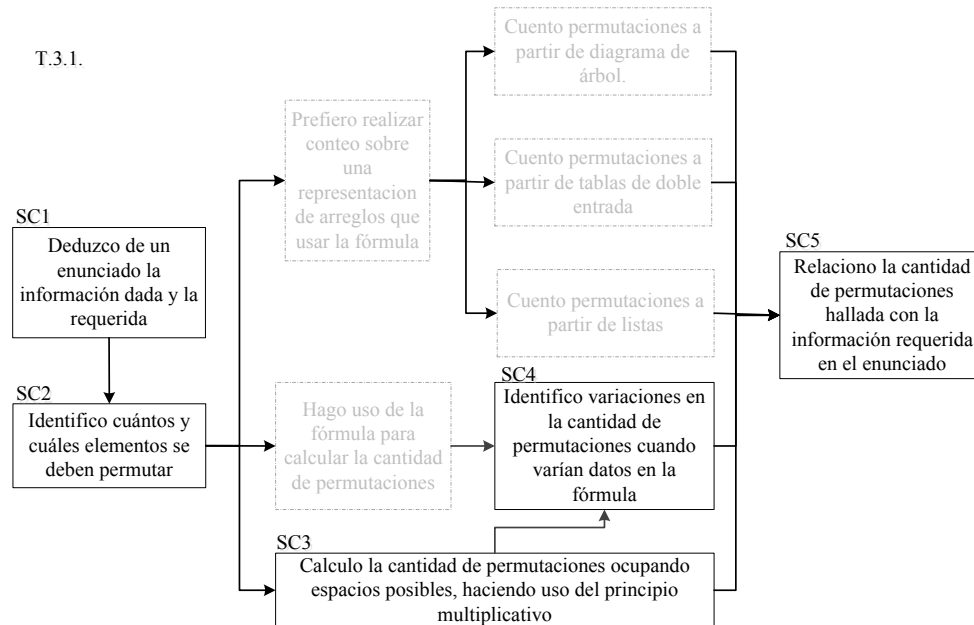 T.3.1.
Cuento permutaciones a
partir de diagrama de
árbol.
Prefiero realizar
conteo sobre
una
representacion
de arreglos que
usar la fórmula
Cuento permutaciones a
partir de tablas de doble
entrada
SC1
Deduzco de un
enunciado la
información dada y la
requerida
Cuento permutaciones a
partir de listas
SC5
Relaciono la cantidad
de permutaciones
hallada con la
información requerida
en el enunciado
SC2
Identifico cuántos y
cuáles elementos se
deben permutar
Hago uso de la
fórmula para
calcular la cantidad
de permutaciones
SC4
Identifico variaciones en
la cantidad de
permutaciones cuando
varían datos en la
fórmula
SC3
Calculo la cantidad de permutaciones ocupando
espacios posibles, haciendo uso del principio
multiplicativo